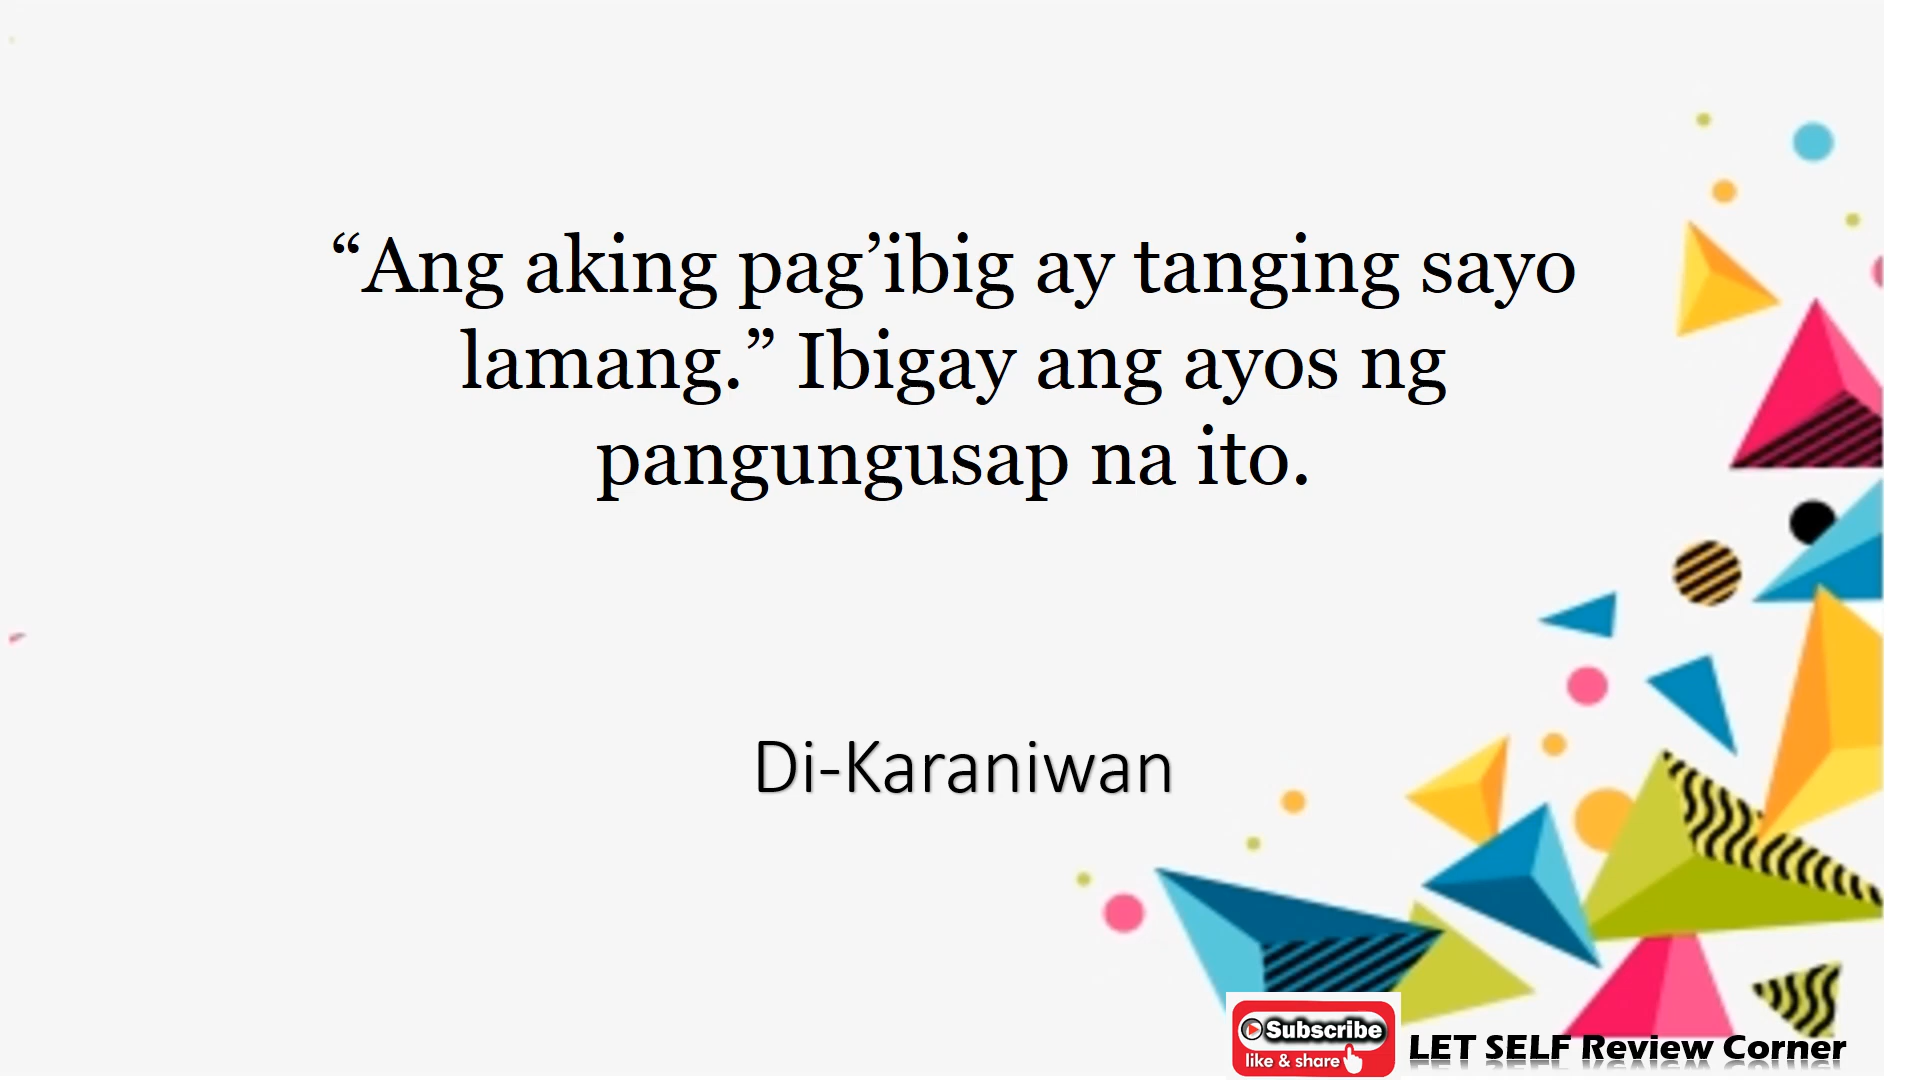 “Ang aking pag’ibig ay tanging sayo
lamang.” Ibigay ang ayos ng
pangungusap na ito.
Di-Karaniwan
Subscribe
like & share
LET SELF Review Corner